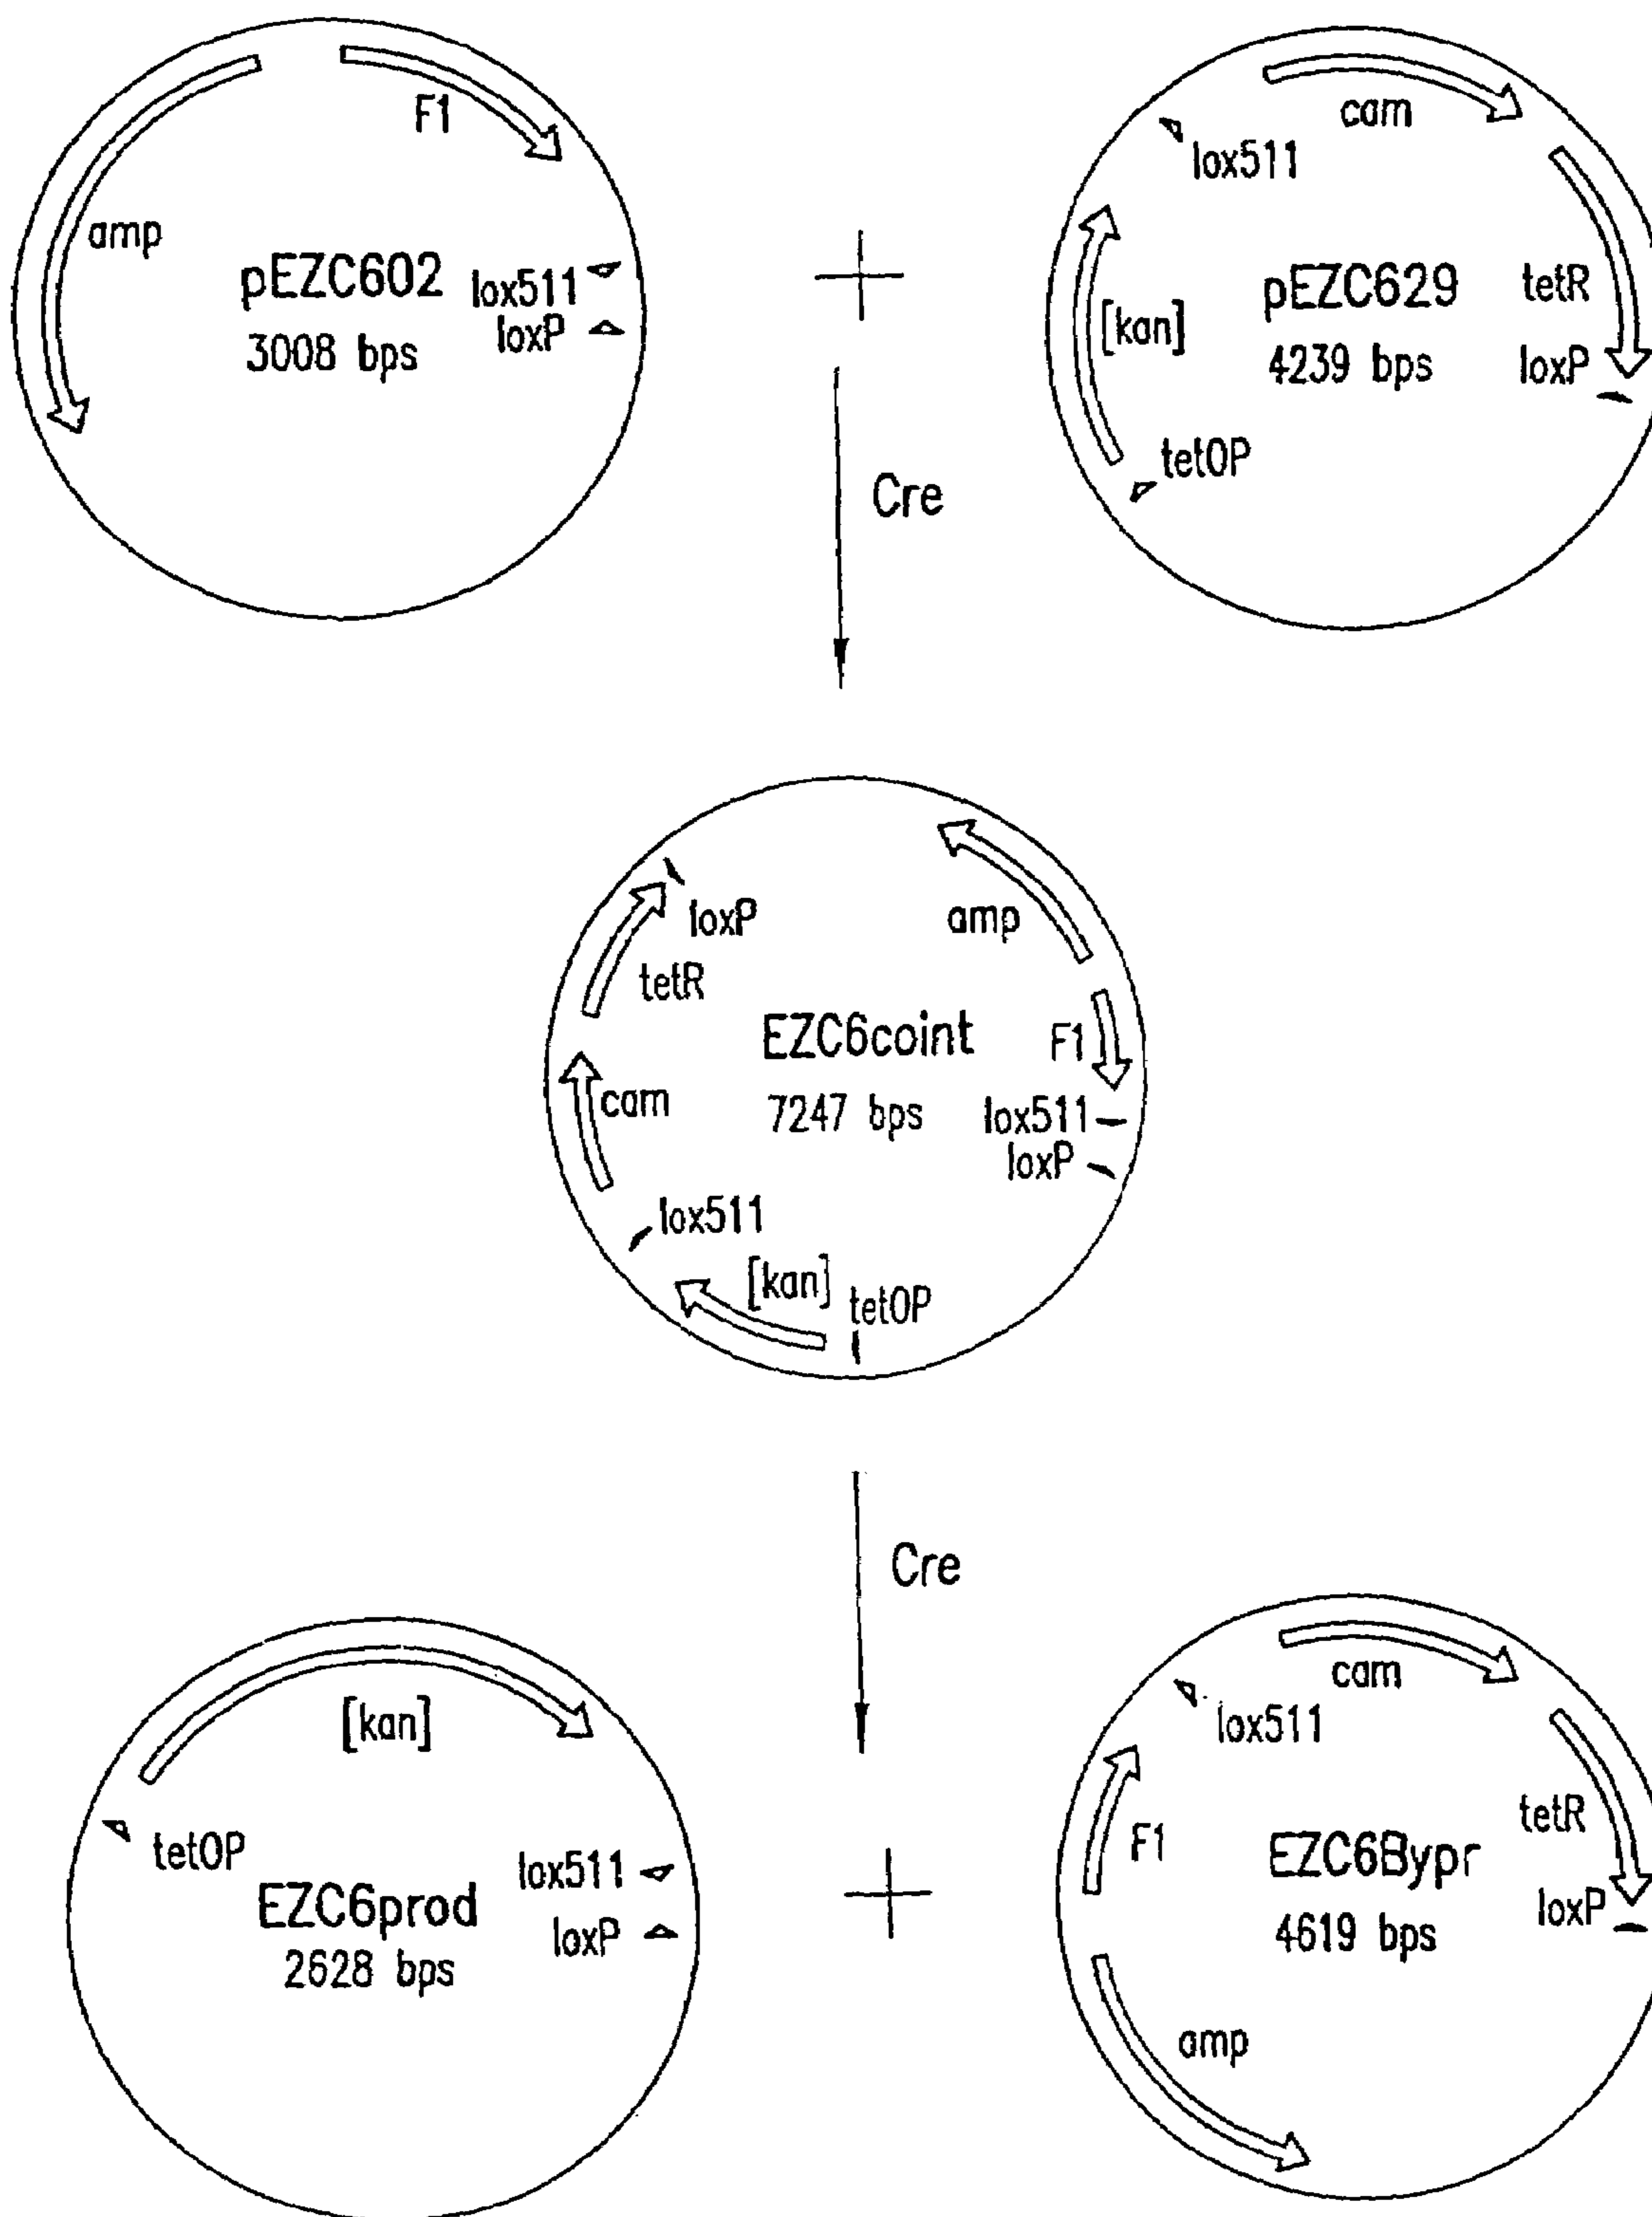 F1
amp
pEZC602
3008 bps
lox511
loxP
+
cam
lox511
[kan]
pEZC629
4239 bps
tetR
loxP
tetOP
Cre
loxP
amp
tetR
EZC6coint
7247 bps
F1
cam
lox511
loxP
lox511
[kan]
tetOP
Cre
[kan]
tetOP
EZC6prod
2628 bps
lox511
loxP
+
cam
lox511
F1
EZC6Bypr
4619 bps
tetR
loxP
amp